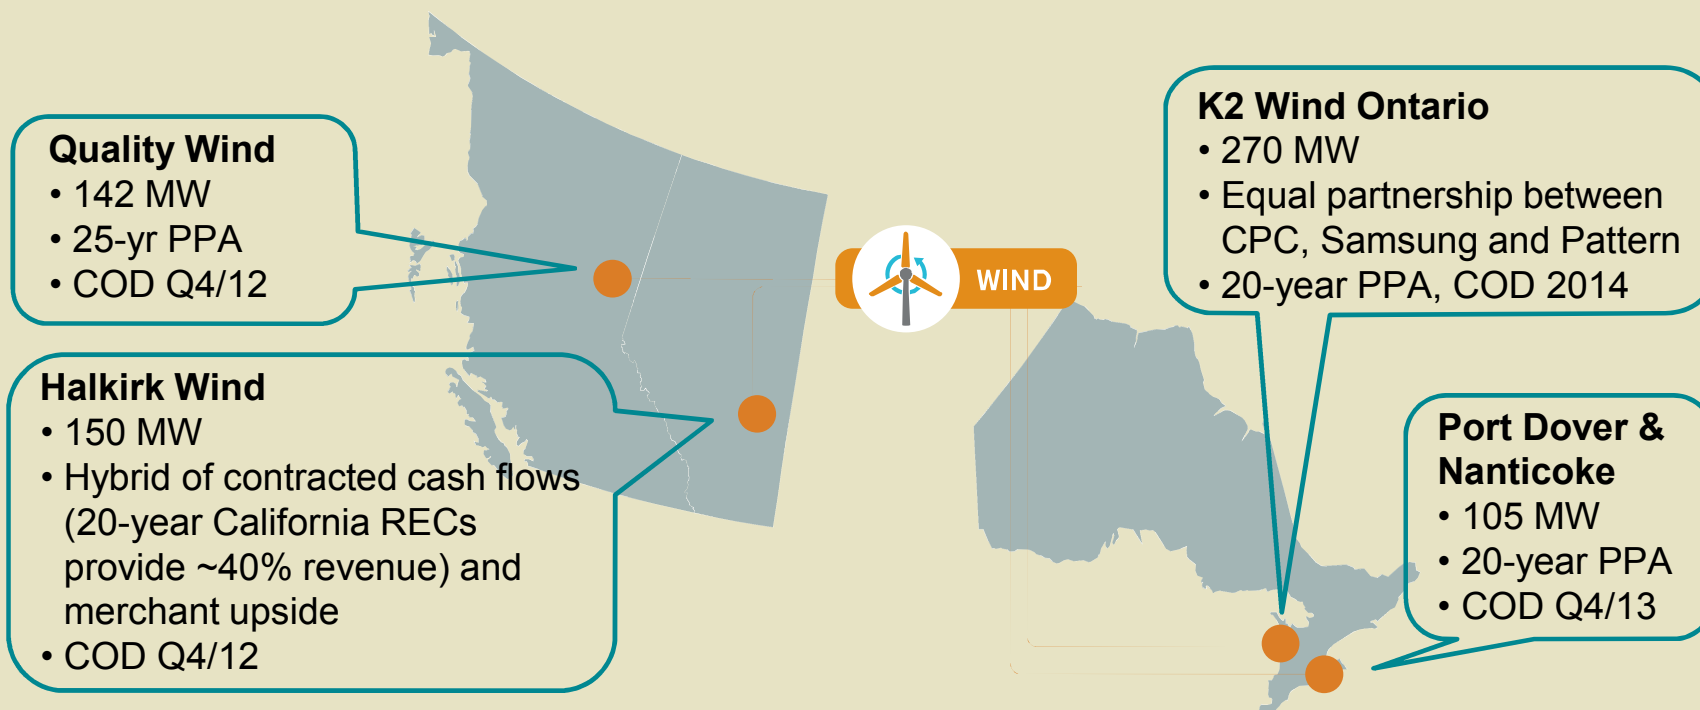 Quality Wind
• 142 MW
• 25-yr PPA
• COD Q4/12
Halkirk Wind
• 150 MW
• Hybrid of contracted cash flows
(20-year California RECs
provide ~40% revenue) and
merchant upside
• COD Q4/12
WIND
K2 Wind Ontario
• 270 MW
• Equal partnership between
CPC, Samsung and Pattern
• 20-year PPA, COD 2014
Port Dover &
Nanticoke
• 105 MW
• 20-year PPA
• COD Q4/13